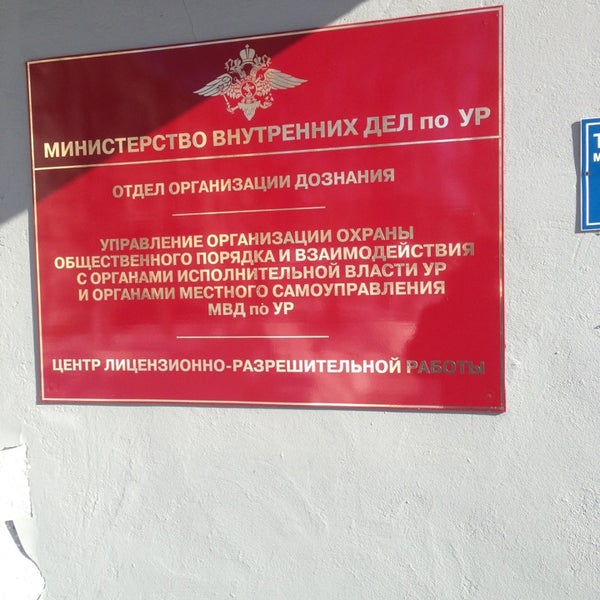 МИНИСТЕРСТВО ВНУТРЕННИХ ДЕЛ по УР
ОТДЕЛ ОРГАНИЗАЦИИ ДОЗНАНИЯ
УПРАВЛЕНИЕ ОРГАНИЗАЦИИ ОХРАНЫ
ОБЩЕСТВЕННОГО ПОРЯДКА И ВЗАИМОДЕЙСТВИЯ
С ОРГАНАМИ ИСПОЛНИТЕЛЬНОЙ ВЛАСТИ УР
И ОРГАНАМИ МЕСТНОГО САМОУПРАВЛЕНИЯ
МВД по УР
ЦЕНТР ЛИЦЕНЗИОННО-РАЗРЕШИТЕЛЬНОЙ РАБОТЫ